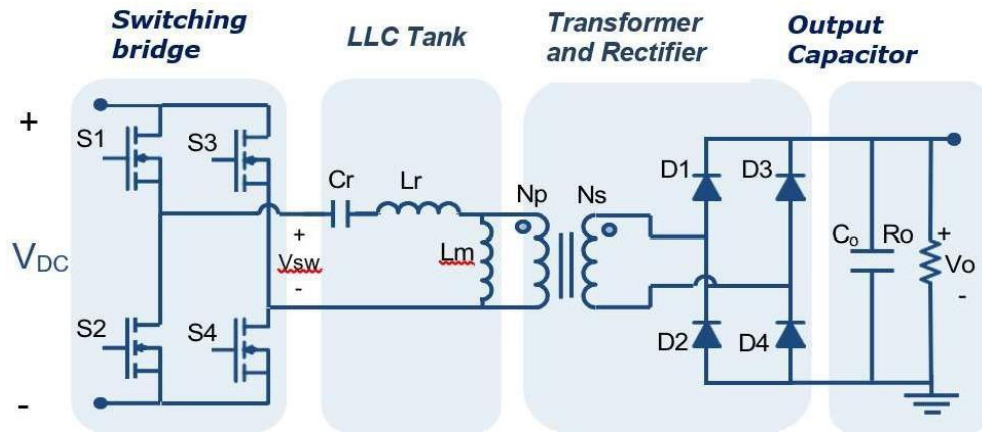 Switching
bridge
LLC Tank
Transformer
and Rectifier
Output
Capacitor
+
S1
S3
Cr
Lr
Np
Ns
D1
D3
VDC
+
Vsw
-
Lm
Co
Ro
+
Vo
-
S2
S4
D2
D4
-